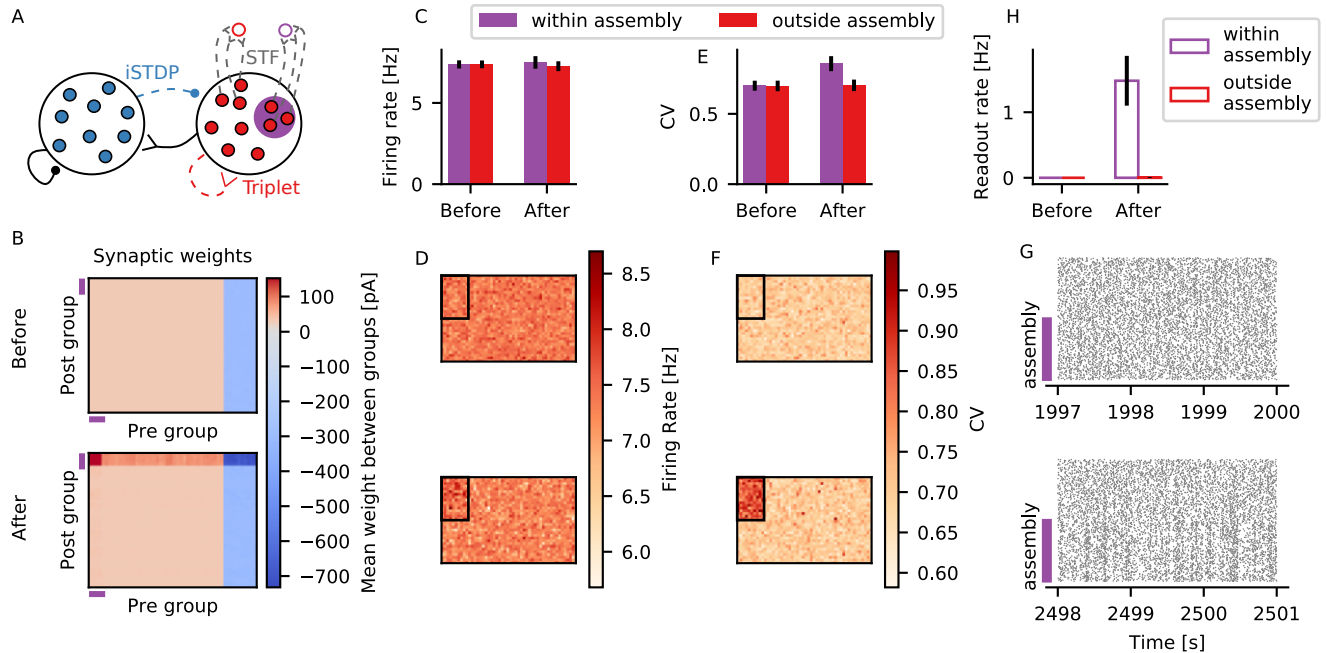 A
iSTDP
STF
Triplet
B
Synaptic weights
Before
Post group
Pre group
After
Post group
Pre group
100
0
−100
−200
−300
−400
−500
−600
−700
Mean weight between groups [pA]
within assembly
outside assembly
C
Firing rate [Hz]
5
0
Before
After
D
8.5
8.0
7.5
7.0
6.5
6.0
Firing Rate [Hz]
E
CV
0.5
0.0
Before
After
F
0.95
0.90
0.85
0.80
0.75
0.70
0.65
0.60
CV
H
within
assembly
outside
assembly
Readout rate [Hz]
1
0
Before
After
G
assembly
1997
1998
1999
2000
assembly
2498
2499
2500
2501
Time [s]